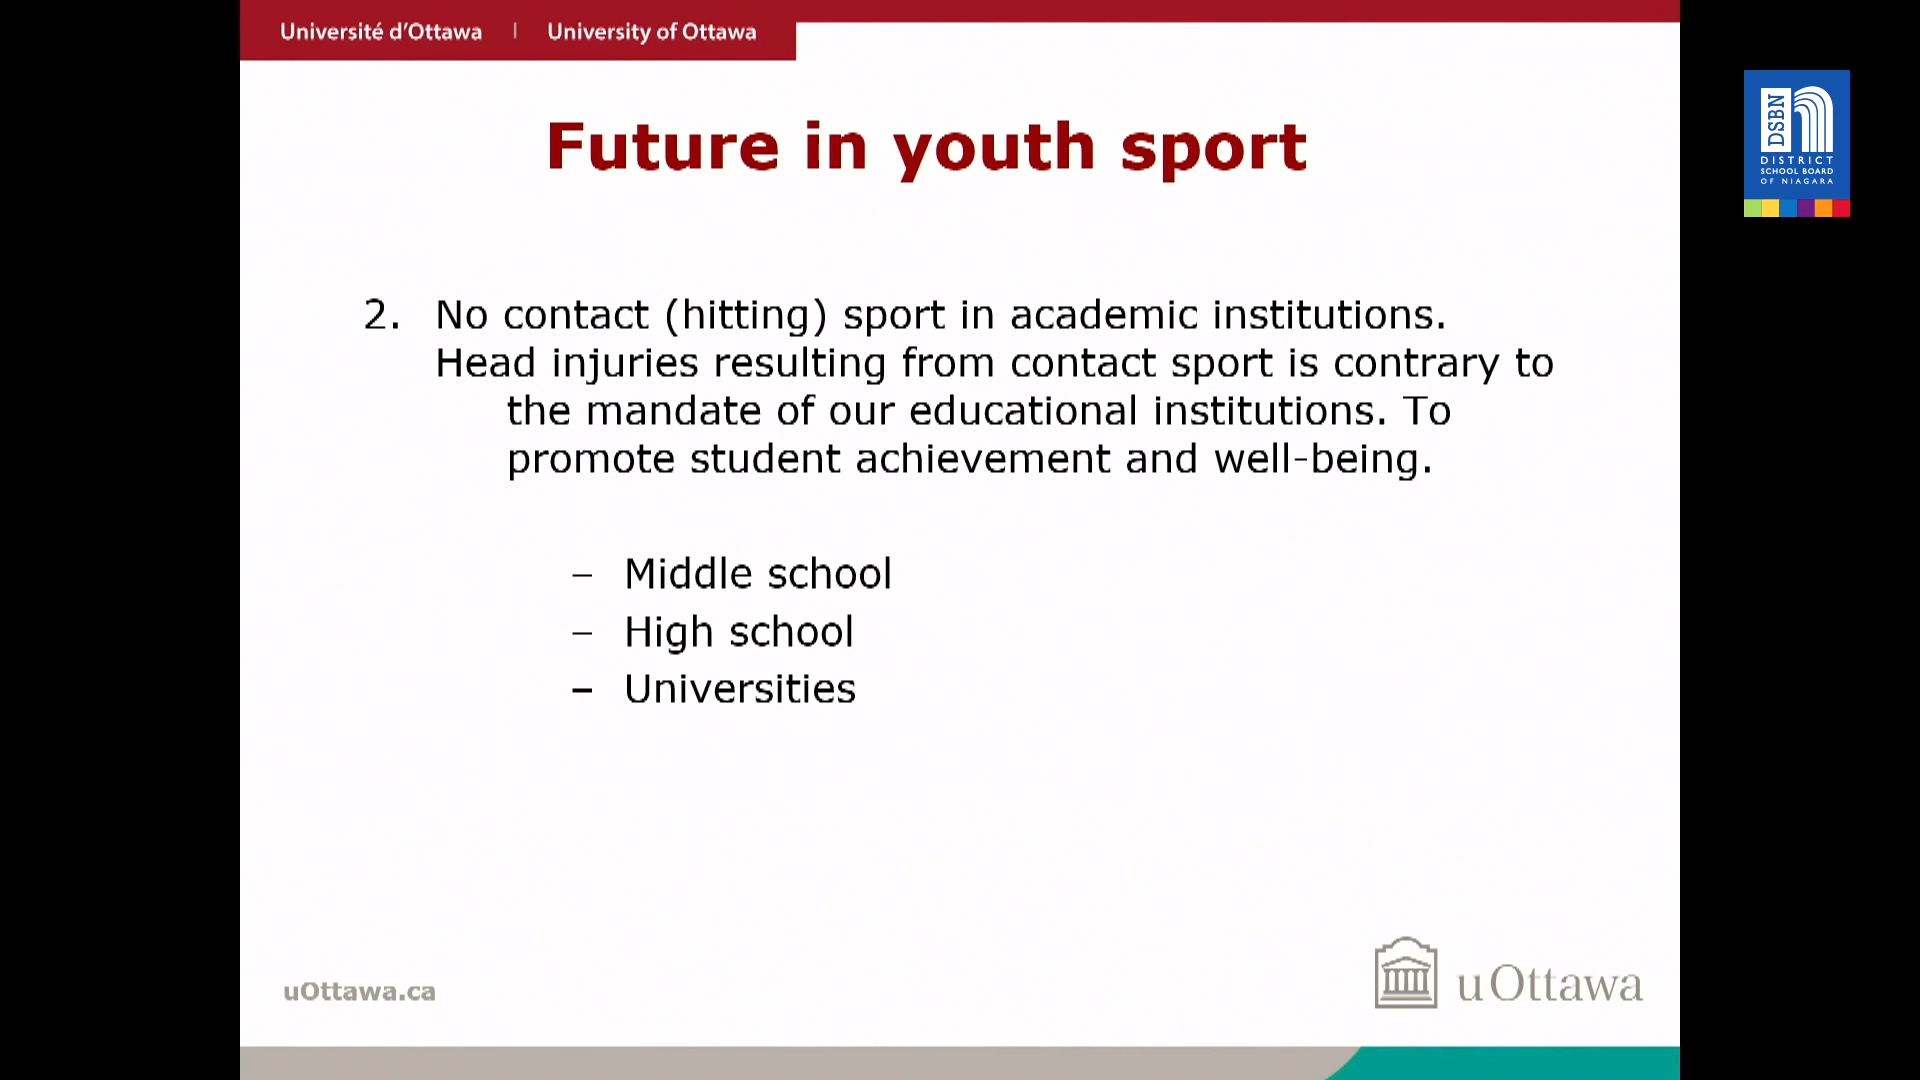 Université d'Ottawa | University of Ottawa
DSBN
DISTRICT
SCHOOL BOARD
OF NIAGARA
Future in youth sport
2. No contact (hitting) sport in academic institutions.
Head injuries resulting from contact sport is contrary to
the mandate of our educational institutions. To
promote student achievement and well-being.
– Middle school
– High school
– Universities
uOttawa.ca
uOttawa